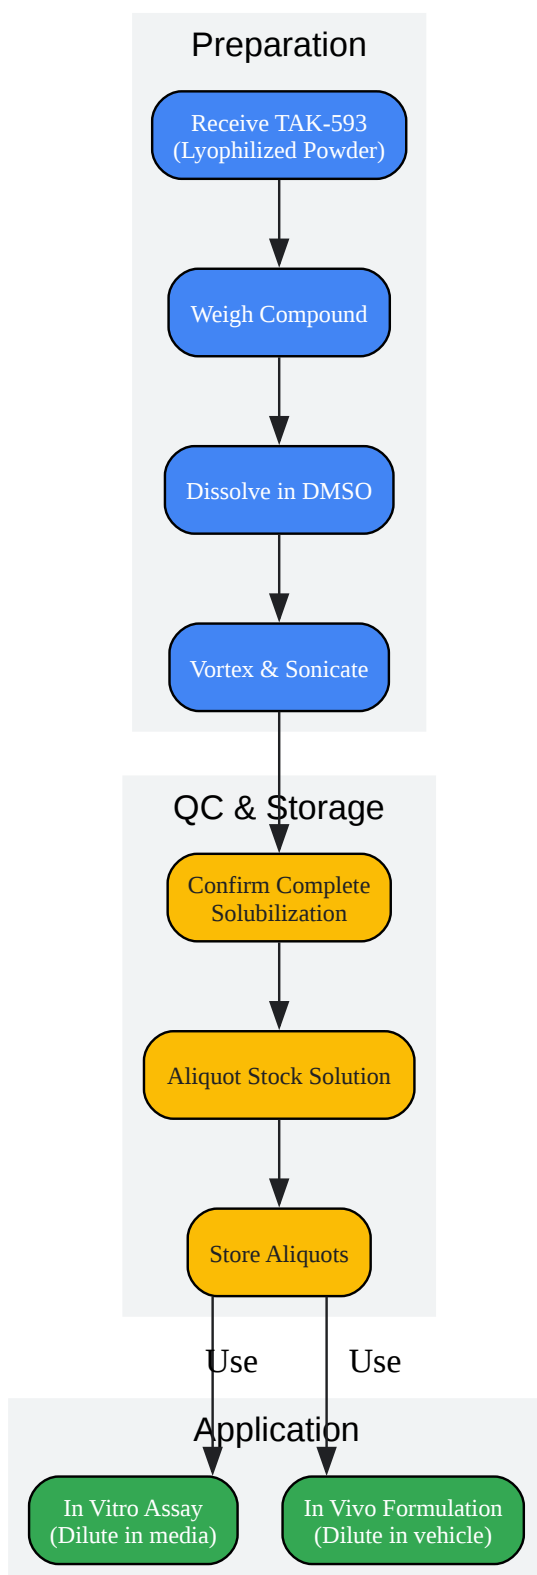 Preparation
Receive TAK-593
(Lyophilized Powder)
Weigh Compound
Dissolve in DMSO
Vortex & Sonicate
QC & Storage
Confirm Complete
Solubilization
Aliquot Stock Solution
Store Aliquots
Use
Use
Application
In Vitro Assay
(Dilute in media)
In Vivo Formulation
(Dilute in vehicle)